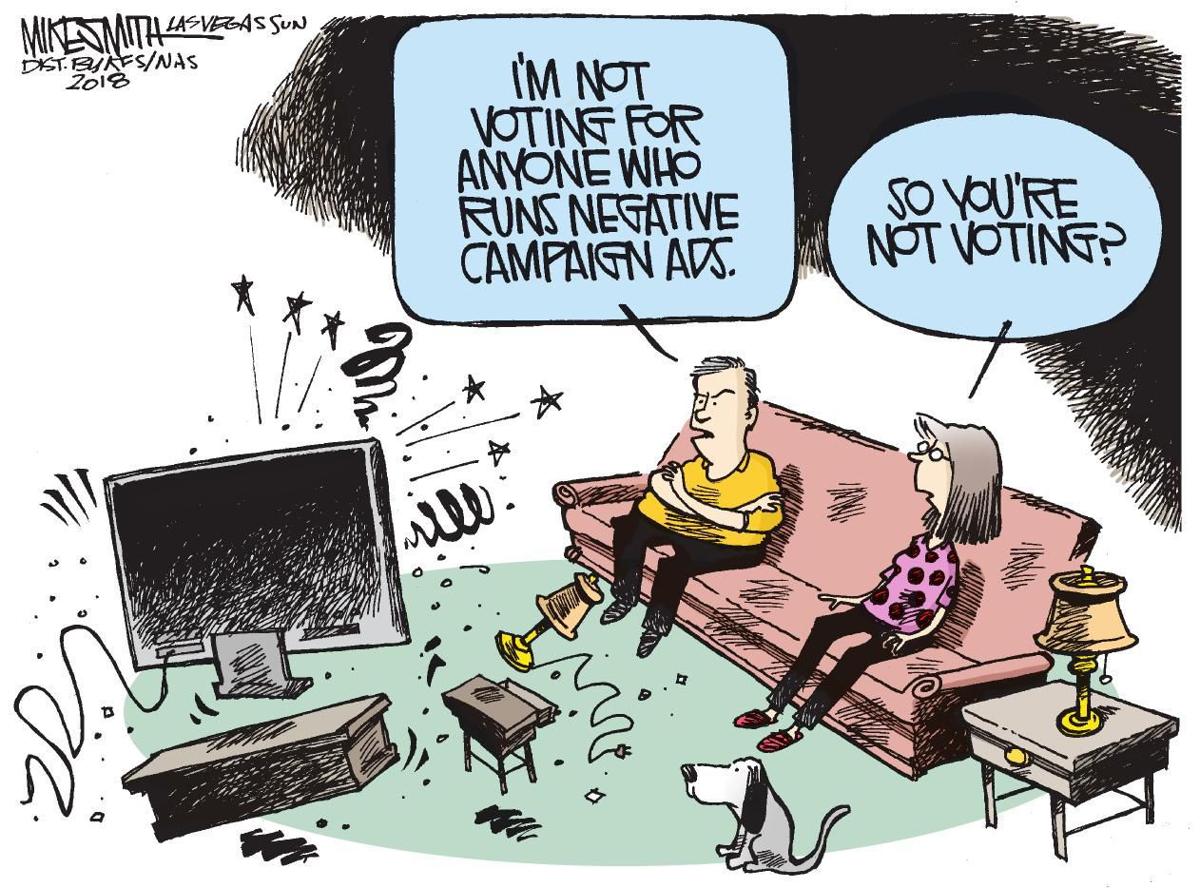 MIKE SMITH LAS VEGAS SUN
DIST. BY KFS/NAS
2018
I'M NOT
VOTING FOR
ANYONE WHO
RUNS NEGATIVE
CAMPAIGN ADS.
SO YOU'RE
NOT VOTING?